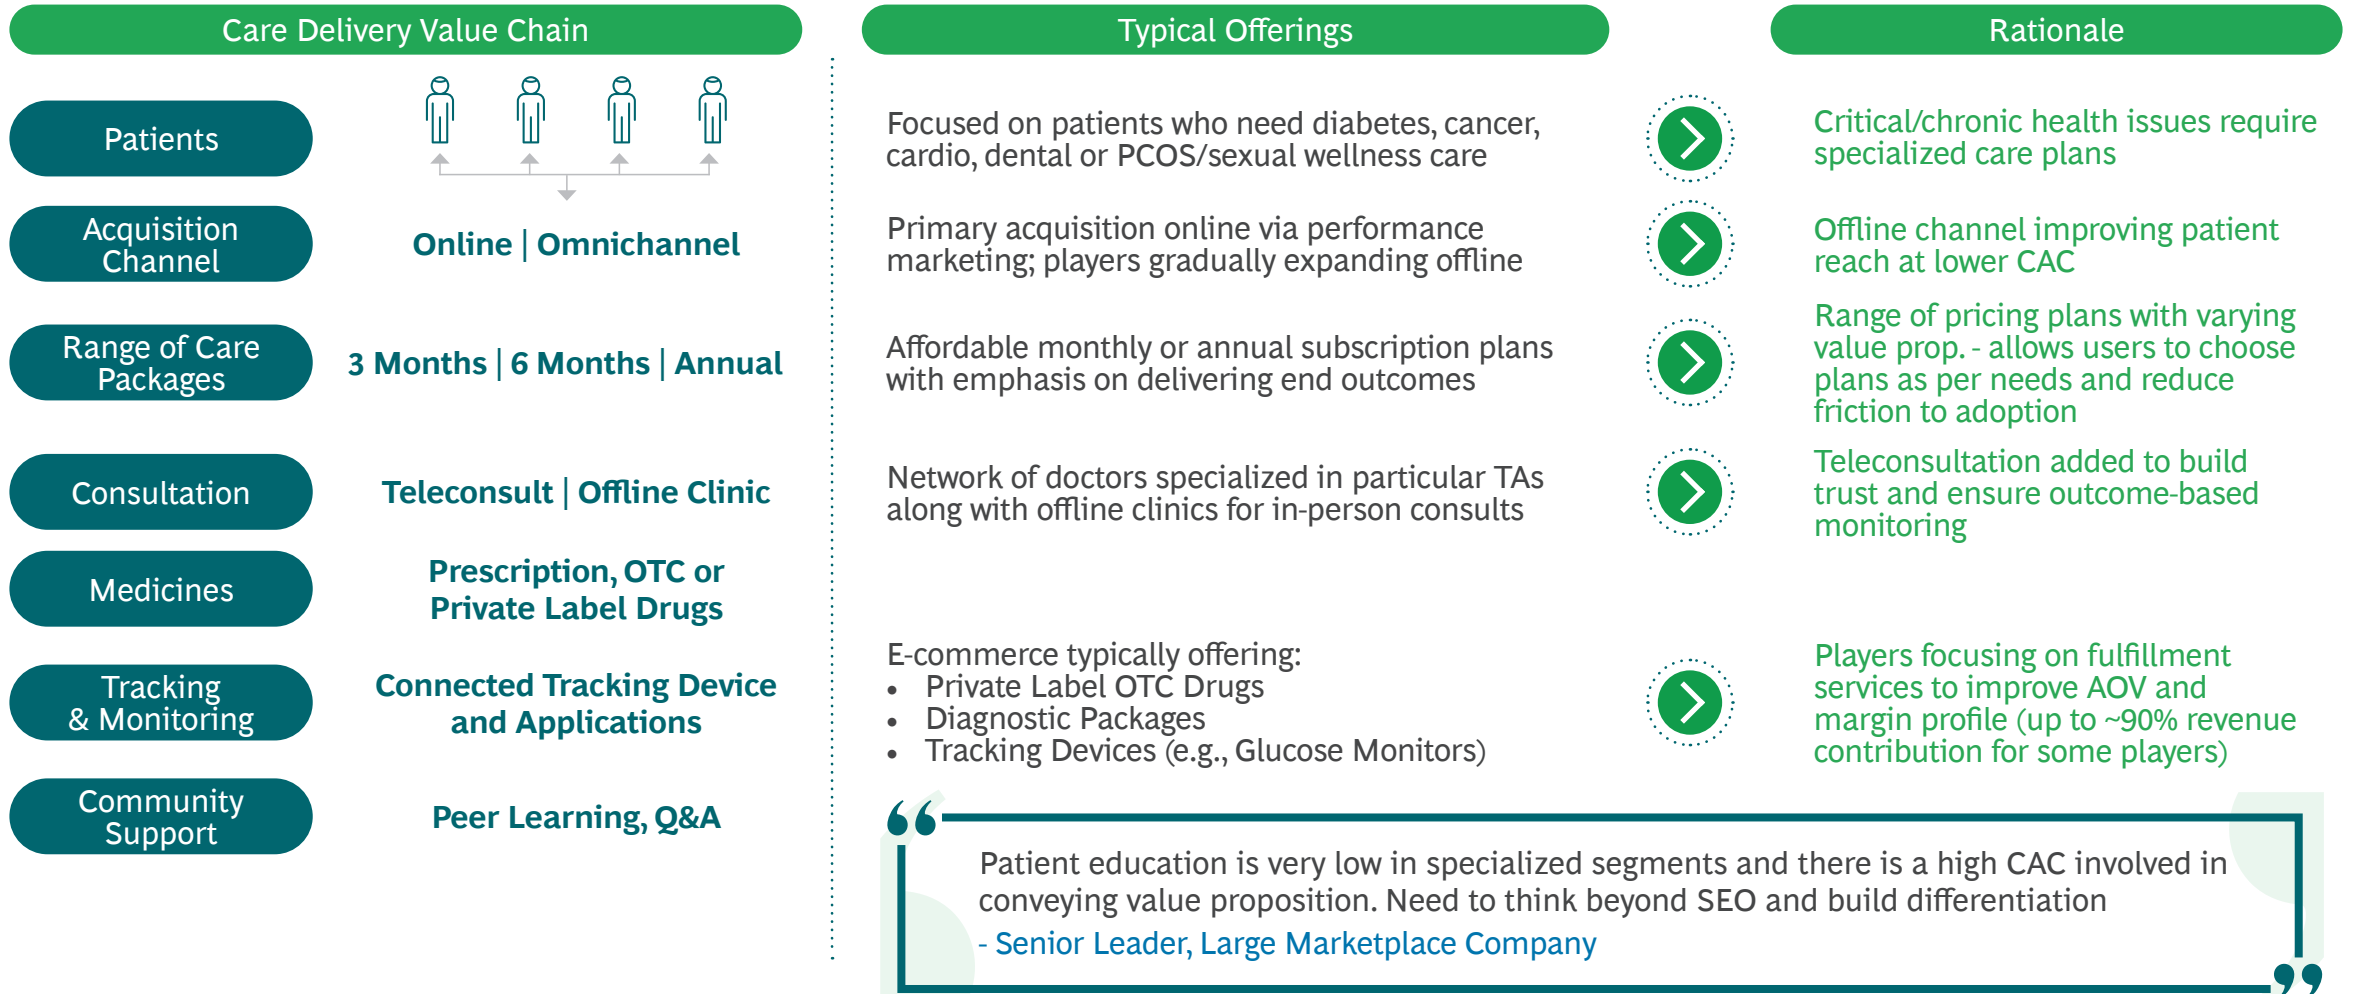 Care Delivery Value Chain
Typical Offerings
Rationale
Patients
Focused on patients who need diabetes, cancer,
cardio, dental or PCOS/sexual wellness care
Critical/chronic health issues require
specialized care plans
Acquisition
Channel
Online | Omnichannel
Primary acquisition online via performance
marketing; players gradually expanding offline
Offline channel improving patient
reach at lower CAC
Range of Care
Packages
3 Months | 6 Months | Annual
Affordable monthly or annual subscription plans
with emphasis on delivering end outcomes
Range of pricing plans with varying
value prop. - allows users to choose
plans as per needs and reduce
friction to adoption
Consultation
Teleconsult | Offline Clinic
Network of doctors specialized in particular TAs
along with offline clinics for in-person consults
Teleconsultation added to build
trust and ensure outcome-based
monitoring
Medicines
Prescription, OTC or
Private Label Drugs
Tracking
& Monitoring
Connected Tracking Device
and Applications
E-commerce typically offering:
• Private Label OTC Drugs
• Diagnostic Packages
• Tracking Devices (e.g., Glucose Monitors)
Players focusing on fulfillment
services to improve AOV and
margin profile (up to ~90% revenue
contribution for some players)
Community
Support
Peer Learning, Q&A
“
Patient education is very low in specialized segments and there is a high CAC involved in
conveying value proposition. Need to think beyond SEO and build differentiation
- Senior Leader, Large Marketplace Company
”